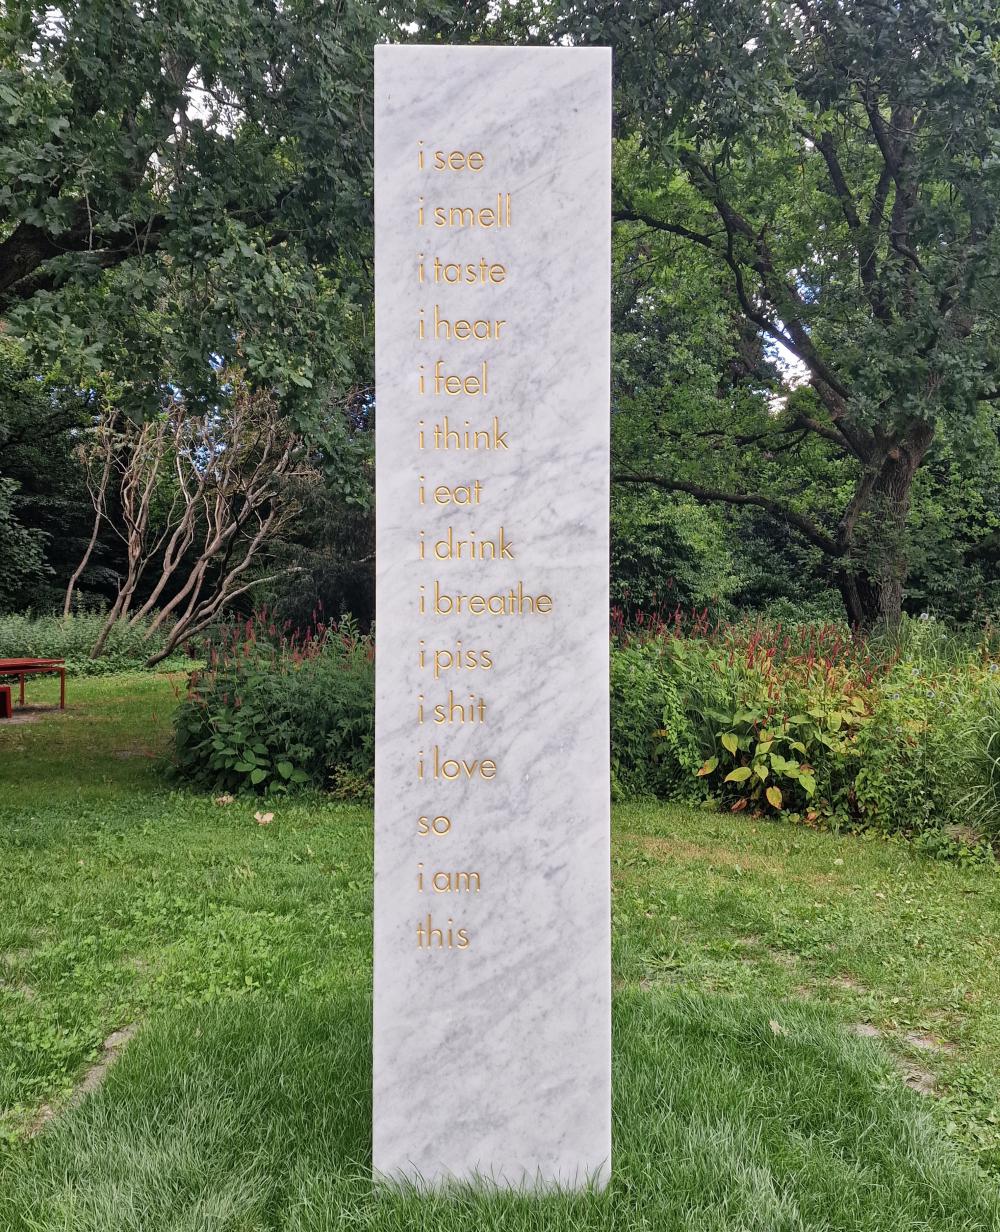 i see
i smell
i taste
i hear
i feel
i think
i eat
i drink
i breathe
i piss
i shit
i love
so
i am
this